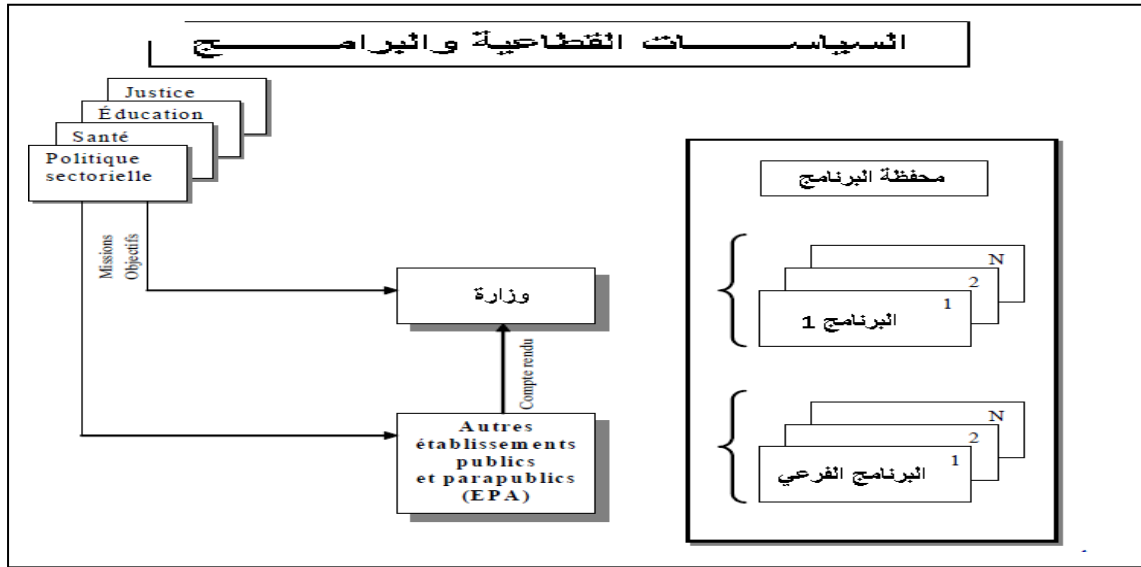 السياسات القطاعية والبرامج
Justice
Éducation
Santé
Politique
sectorielle
Missions
Objectifs
وزارة
Compte rendu
Autres
établissements
publics
et parapublics
(EPA)
محفظة البرنامج
N
2
1
البرنامج 1
N
2
1
البرنامج الفرعي